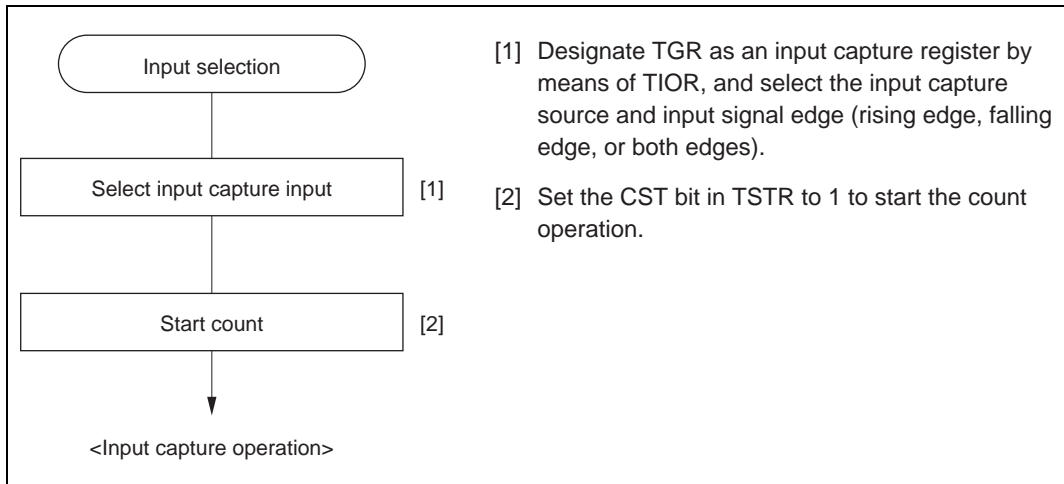 Input selection
Select input capture input
[1]
Start count
[2]
<Input capture operation>
[1] Designate TGR as an input capture register by
means of TIOR, and select the input capture
source and input signal edge (rising edge, falling
edge, or both edges).
[2] Set the CST bit in TSTR to 1 to start the count
operation.